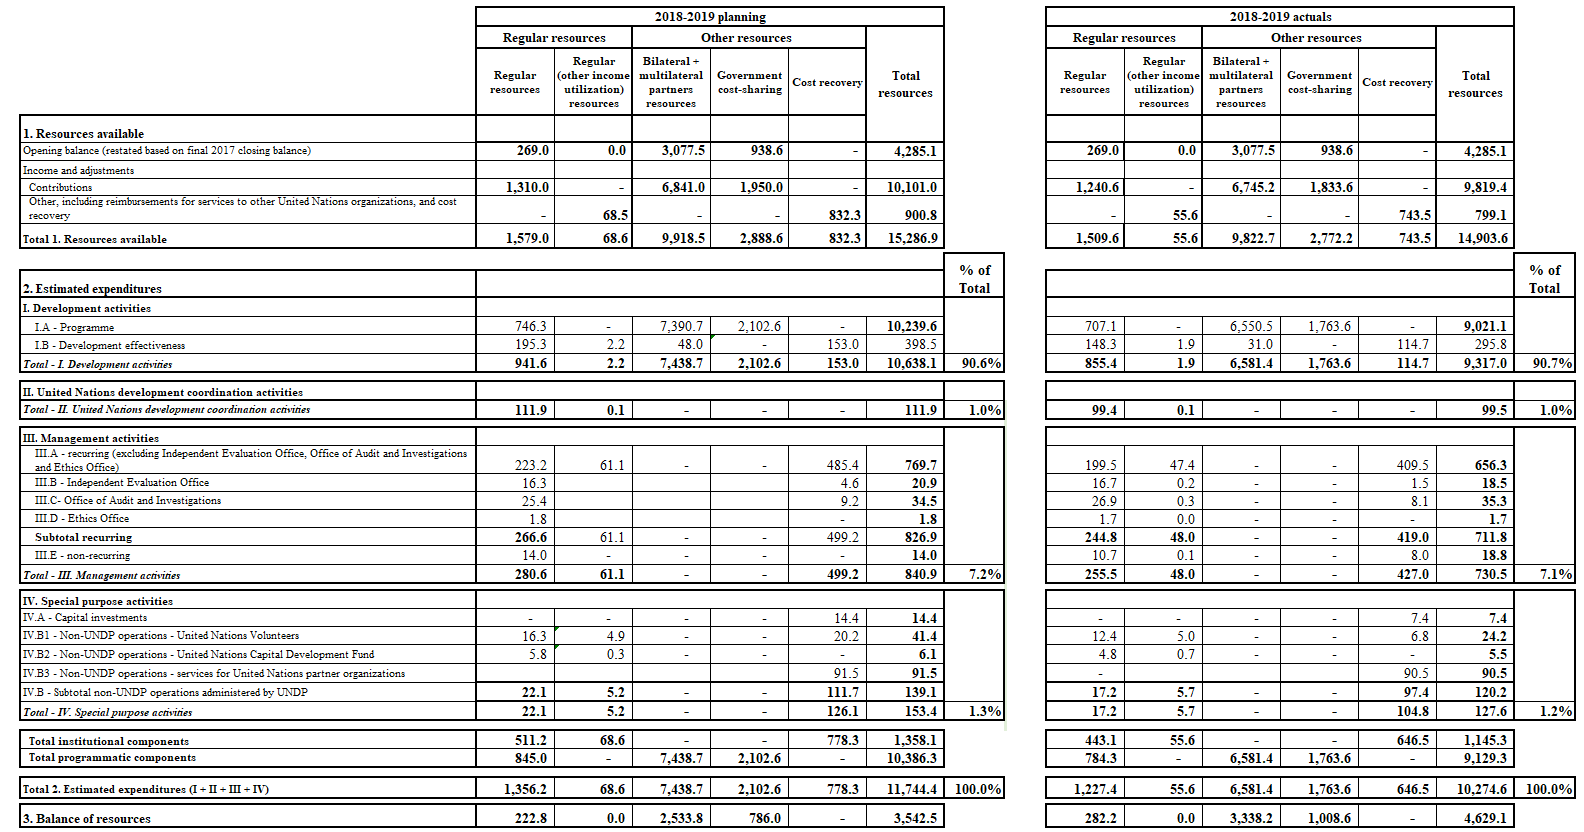 2018-2019 planning 2018-2019 actuals
Regular resources Other resources Regular resources Other resources
Regular resources Regular (other income utilization) resources Bilateral + multilateral partners resources Government cost-sharing Cost recovery Total resources Regular resources Regular (other income utilization) resources Bilateral + multilateral partners resources Government cost-sharing Cost recovery Total resources
1. Resources available
Opening balance (restated based on final 2017 closing balance) 269.0 0.0 3,077.5 938.6 - 4,285.1 269.0 0.0 3,077.5 938.6 - 4,285.1
Income and adjustments
Contributions 1,310.0 - 6,841.0 1,950.0 - 10,101.0 1,240.6 - 6,745.2 1,833.6 - 9,819.4
Other, including reimbursements for services to other United Nations organizations, and cost
recovery - 68.5 - - 832.3 900.8 - 55.6 - - 743.5 799.1
Total 1. Resources available 1,579.0 68.6 9,918.5 2,888.6 832.3 15,286.9 1,509.6 55.6 9,822.7 2,772.2 743.5 14,903.6
% of % of
2. Estimated expenditures Total Total
I. Development activities
I.A - Programme 746.3 - 7,390.7 2,102.6 - 10,239.6 707.1 - 6,550.5 1,763.6 - 9,021.1
I.B - Development effectiveness 195.3 2.2 48.0 - 153.0 398.5 148.3 1.9 31.0 - 114.7 295.8
Total - I. Development activities 941.6 2.2 7,438.7 2,102.6 153.0 10,638.1 90.6% 855.4 1.9 6,581.4 1,763.6 114.7 9,317.0 90.7%
II. United Nations development coordination activities
Total - II. United Nations development coordination activities 111.9 0.1 - - - 111.9 1.0% 99.4 0.1 - - - 99.5 1.0%
III. Management activities
III.A - recurring (excluding Independent Evaluation Office, Office of Audit and Investigations
and Ethics Office) 223.2 61.1 - - 485.4 769.7 199.5 47.4 - - 409.5 656.3
III.B - Independent Evaluation Office 16.3 4.6 20.9 16.7 0.2 - - 1.5 18.5
III.C- Office of Audit and Investigations 25.4 9.2 34.5 26.9 0.3 - - 8.1 35.3
III.D - Ethics Office 1.8 - 1.8 1.7 0.0 - - - 1.7
Subtotal recurring 266.6 61.1 - - 499.2 826.9 244.8 48.0 - - 419.0 711.8
III.E - non-recurring 14.0 - - - - 14.0 10.7 0.1 - - 8.0 18.8
Total - III. Management activities 280.6 61.1 - - 499.2 840.9 7.2% 255.5 48.0 - - 427.0 730.5 7.1%
IV. Special purpose activities
IV.A - Capital investments - - - - 14.4 14.4 - - - - 7.4 7.4
IV.B1 - Non-UNDP operations - United Nations Volunteers 16.3 4.9 - - 20.2 41.4 12.4 5.0 - - 6.8 24.2
IV.B2 - Non-UNDP operations - United Nations Capital Development Fund 5.8 0.3 - - - 6.1 4.8 0.7 - - - 5.5
IV.B3 - Non-UNDP operations - services for United Nations partner organizations 91.5 91.5 - 90.5 90.5
IV.B - Subtotal non-UNDP operations administered by UNDP 22.1 5.2 - - 111.7 139.1 17.2 5.7 - - 97.4 120.2
Total - IV. Special purpose activities 22.1 5.2 - - 126.1 153.4 1.3% 17.2 5.7 - - 104.8 127.6 1.2%
Total institutional components 511.2 68.6 - - 778.3 1,358.1 443.1 55.6 - - 646.5 1,145.3
Total programmatic components 845.0 - 7,438.7 2,102.6 - 10,386.3 784.3 - 6,581.4 1,763.6 - 9,129.3
Total 2. Estimated expenditures (I + II + III + IV) 1,356.2 68.6 7,438.7 2,102.6 778.3 11,744.4 100.0% 1,227.4 55.6 6,581.4 1,763.6 646.5 10,274.6 100.0%
3. Balance of resources 222.8 0.0 2,533.8 786.0 - 3,542.5 282.2 0.0 3,338.2 1,008.6 - 4,629.1